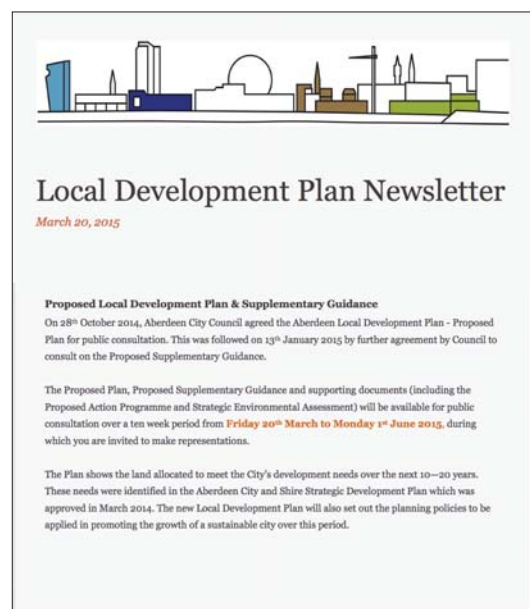 Local Development Plan Newsletter
March 20, 2015
Proposed Local Development Plan & Supplementary Guidance
On 28th October 2014, Aberdeen City Council agreed the Aberdeen Local Development Plan - Proposed
Plan for public consultation. This was followed on 13th January 2015 by further agreement by Council to
consult on the Proposed Supplementary Guidance.
The Proposed Plan, Proposed Supplementary Guidance and supporting documents (including the
Proposed Action Programme and Strategic Environmental Assessment) will be available for public
consultation over a ten week period from Friday 20th March to Monday 1st June 2015, during
which you are invited to make representations.
The Plan shows the land allocated to meet the City's development needs over the next 10—20 years.
These needs were identified in the Aberdeen City and Shire Strategic Development Plan which was
approved in March 2014. The new Local Development Plan will also set out the planning policies to be
applied in promoting the growth of a sustainable city over this period.